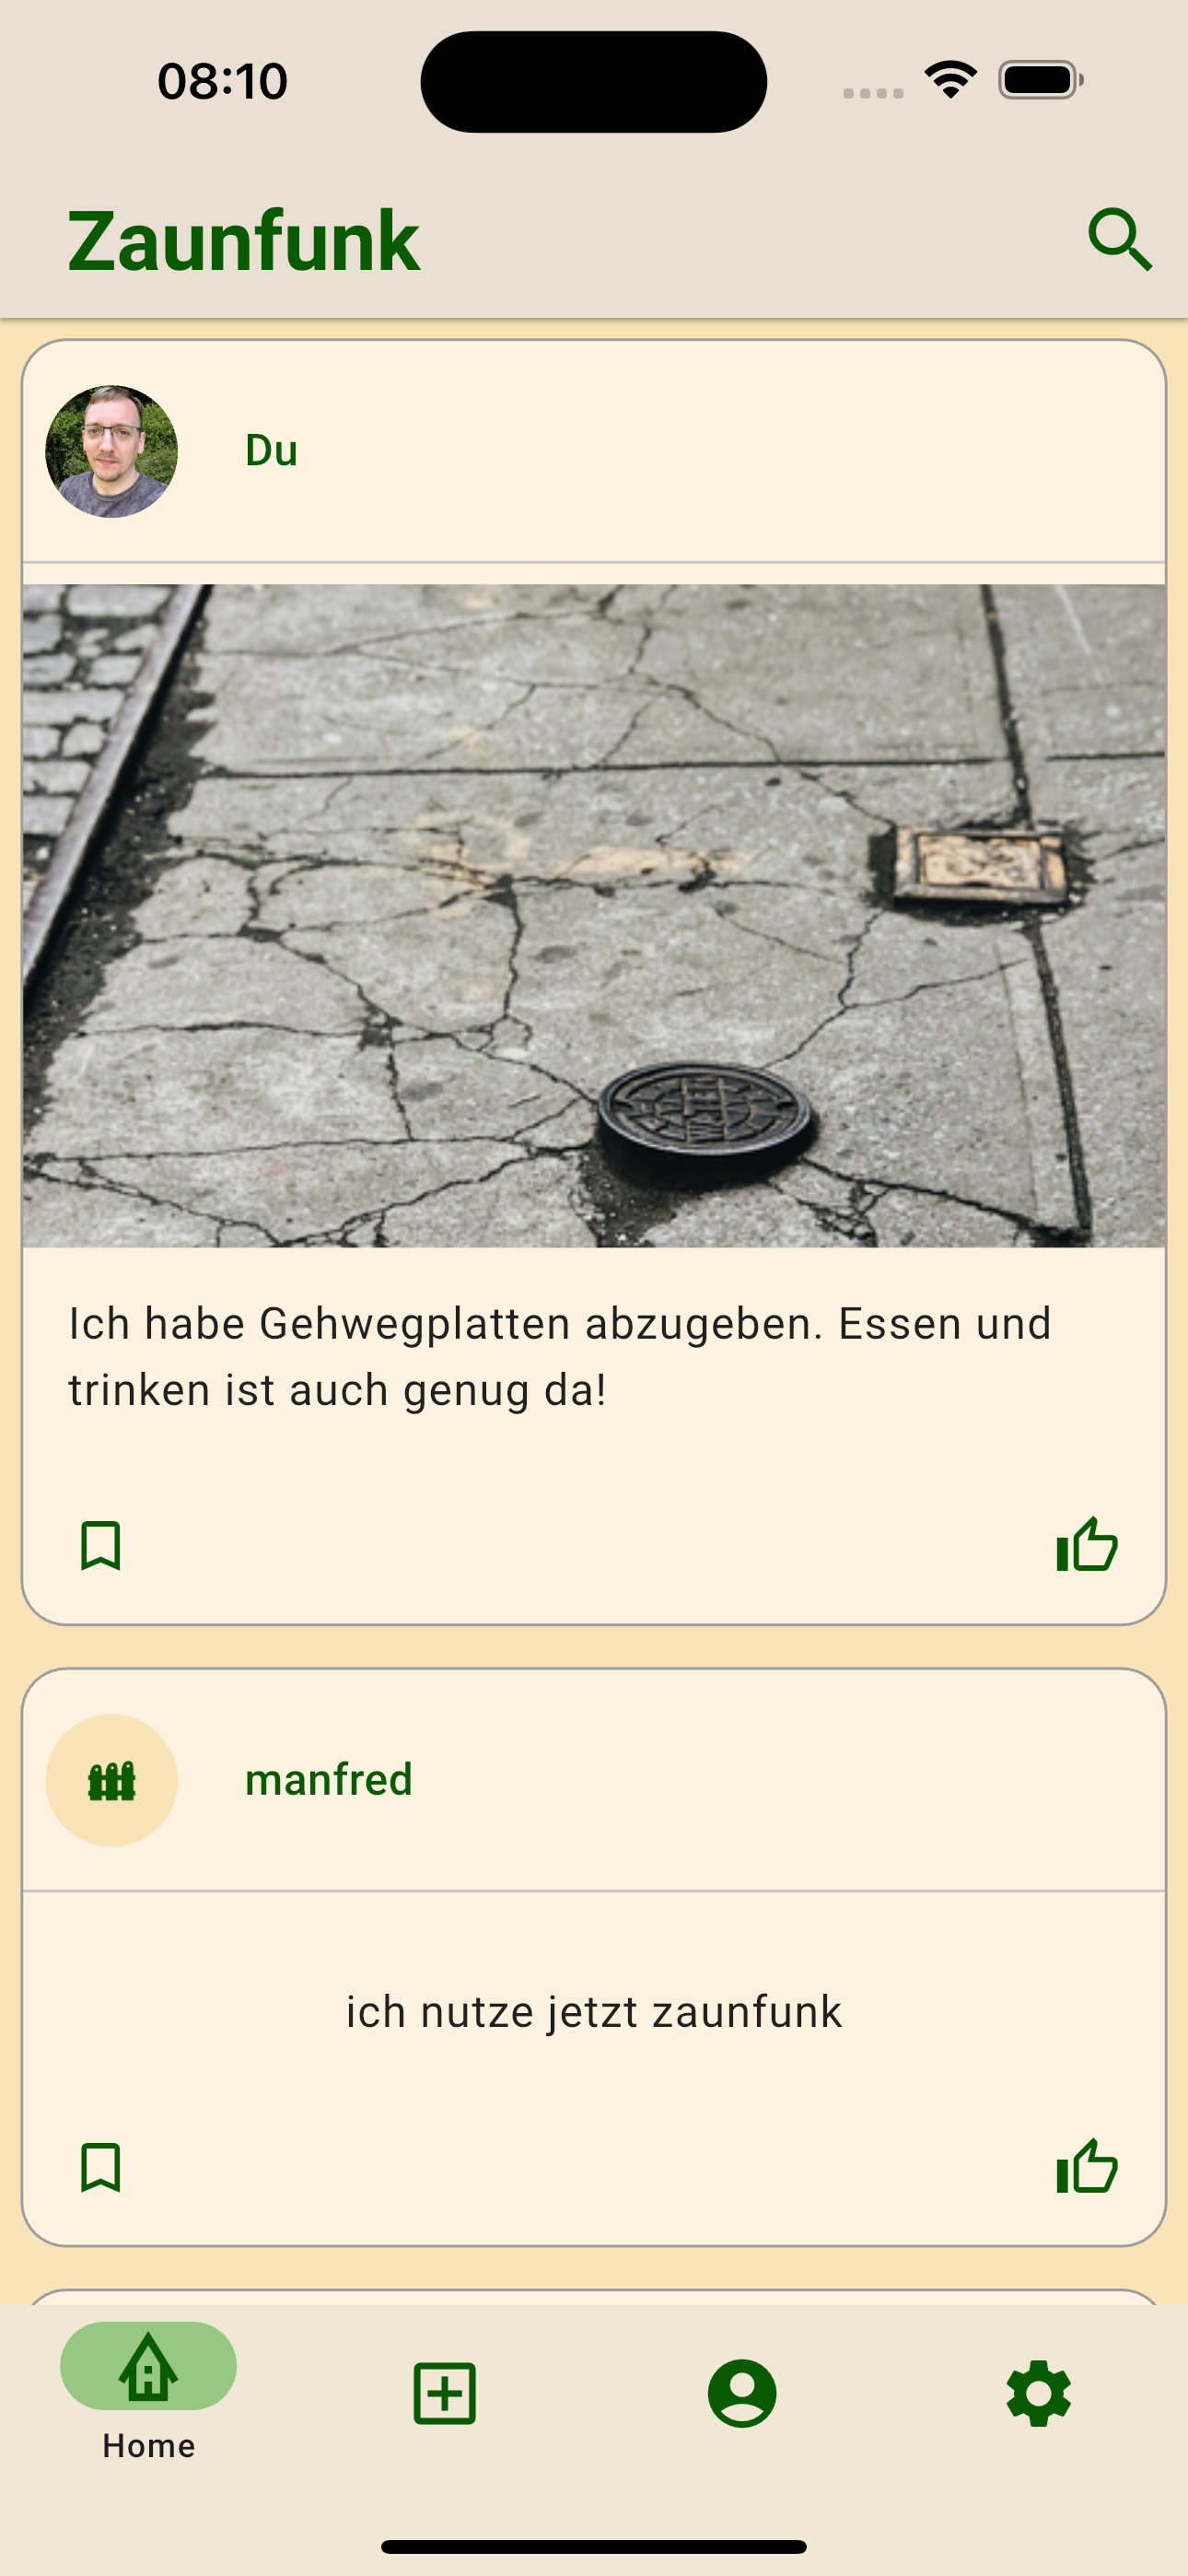 08:10
Zaunfunk
Du
Ich habe Gehwegplatten abzugeben. Essen und
trinken ist auch genug da!
manfred
ich nutze jetzt zaunfunk
Home